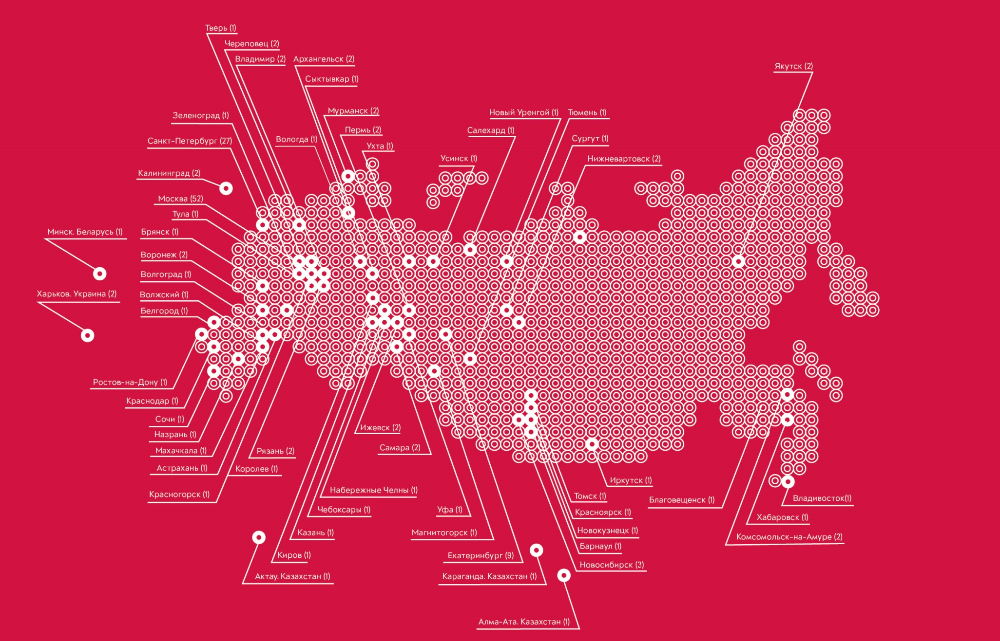 Тверь (1)
Череповец (2)
Владимир (2)
Архангельск (2)
Якутск (2)
Сыктывкар (1)
Мурманск (2)
Новый Уренгой (1)
Тюмень (1)
Зеленоград (1)
Пермь (2)
Салехард (1)
Санкт-Петербург (27)
Вологда (1)
Сургут (1)
Ухта (1)
Усинск (1)
Нижневартовск (2)
Калининград (2)
Москва (52)
Тула (1)
Минск. Беларусь (1)
Брянск (1)
Воронеж (2)
Волгоград (1)
Харьков. Украина (2)
Волжский (1)
Белгород (1)
Ростов-на-Дону (1)
Краснодар (1)
Сочи (1)
Ижевск (2)
Назрань (1)
Самара (2)
Махачкала (1)
Рязань (2)
Астрахань (1)
Королев (1)
Иркутск (1)
Набережные Челны (1)
Красногорск (1)
Томск (1)
Благовещенск (1)
Владивосток(1)
Чебоксары (1)
Уфа (1)
Красноярск (1)
Хабаровск (1)
Казань (1)
Магнитогорск (1)
Новокузнецк (1)
Комсомольск-на-Амуре (2)
Барнаул (1)
Киров (1)
Екатеринбург (9)
Новосибирск (3)
Актау. Казахстан (1)
Караганда. Казахстан (1)
Алма-Ата. Казахстан (1)